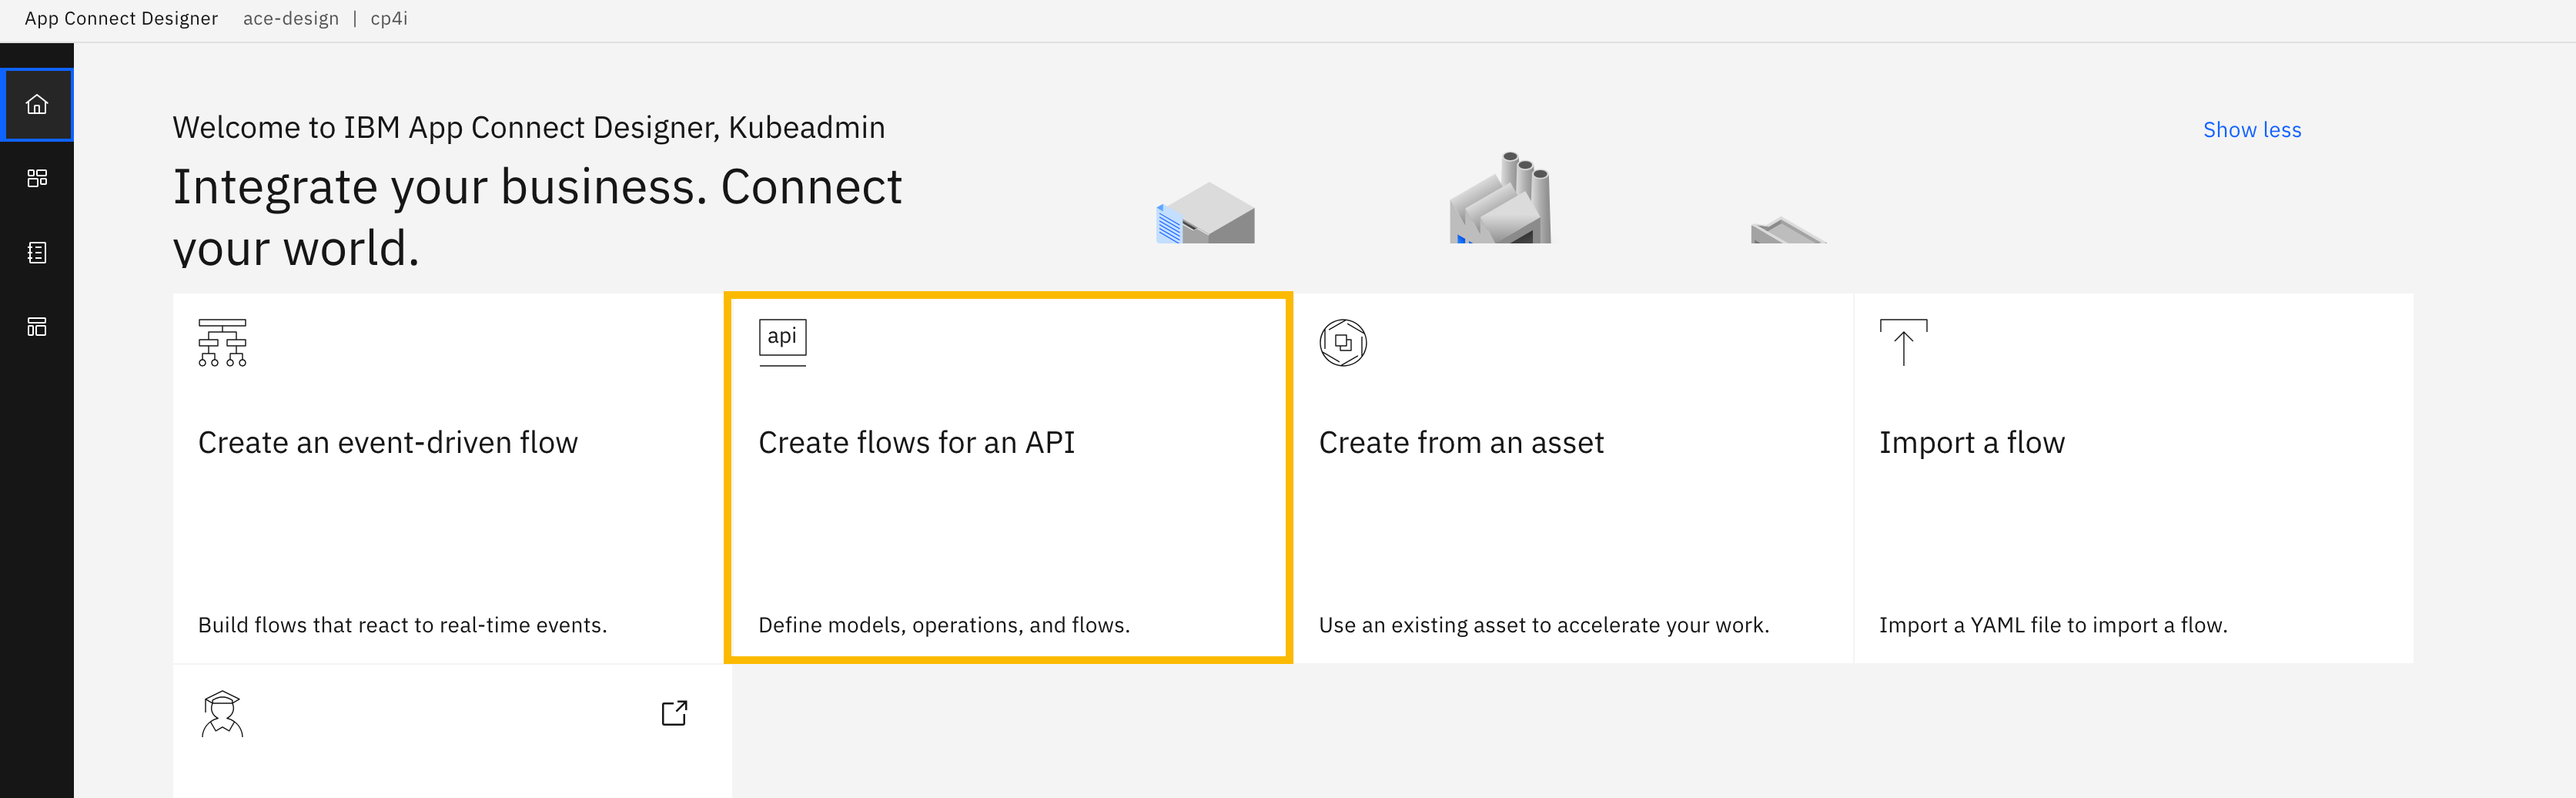 App Connect Designer ace-design | cp4i
Welcome to IBM App Connect Designer, Kubeadmin
Show less
Integrate your business. Connect
your world.
api
Create an event-driven flow
Create flows for an API
Create from an asset
Import a flow
Build flows that react to real-time events.
Define models, operations, and flows.
Use an existing asset to accelerate your work.
Import a YAML file to import a flow.